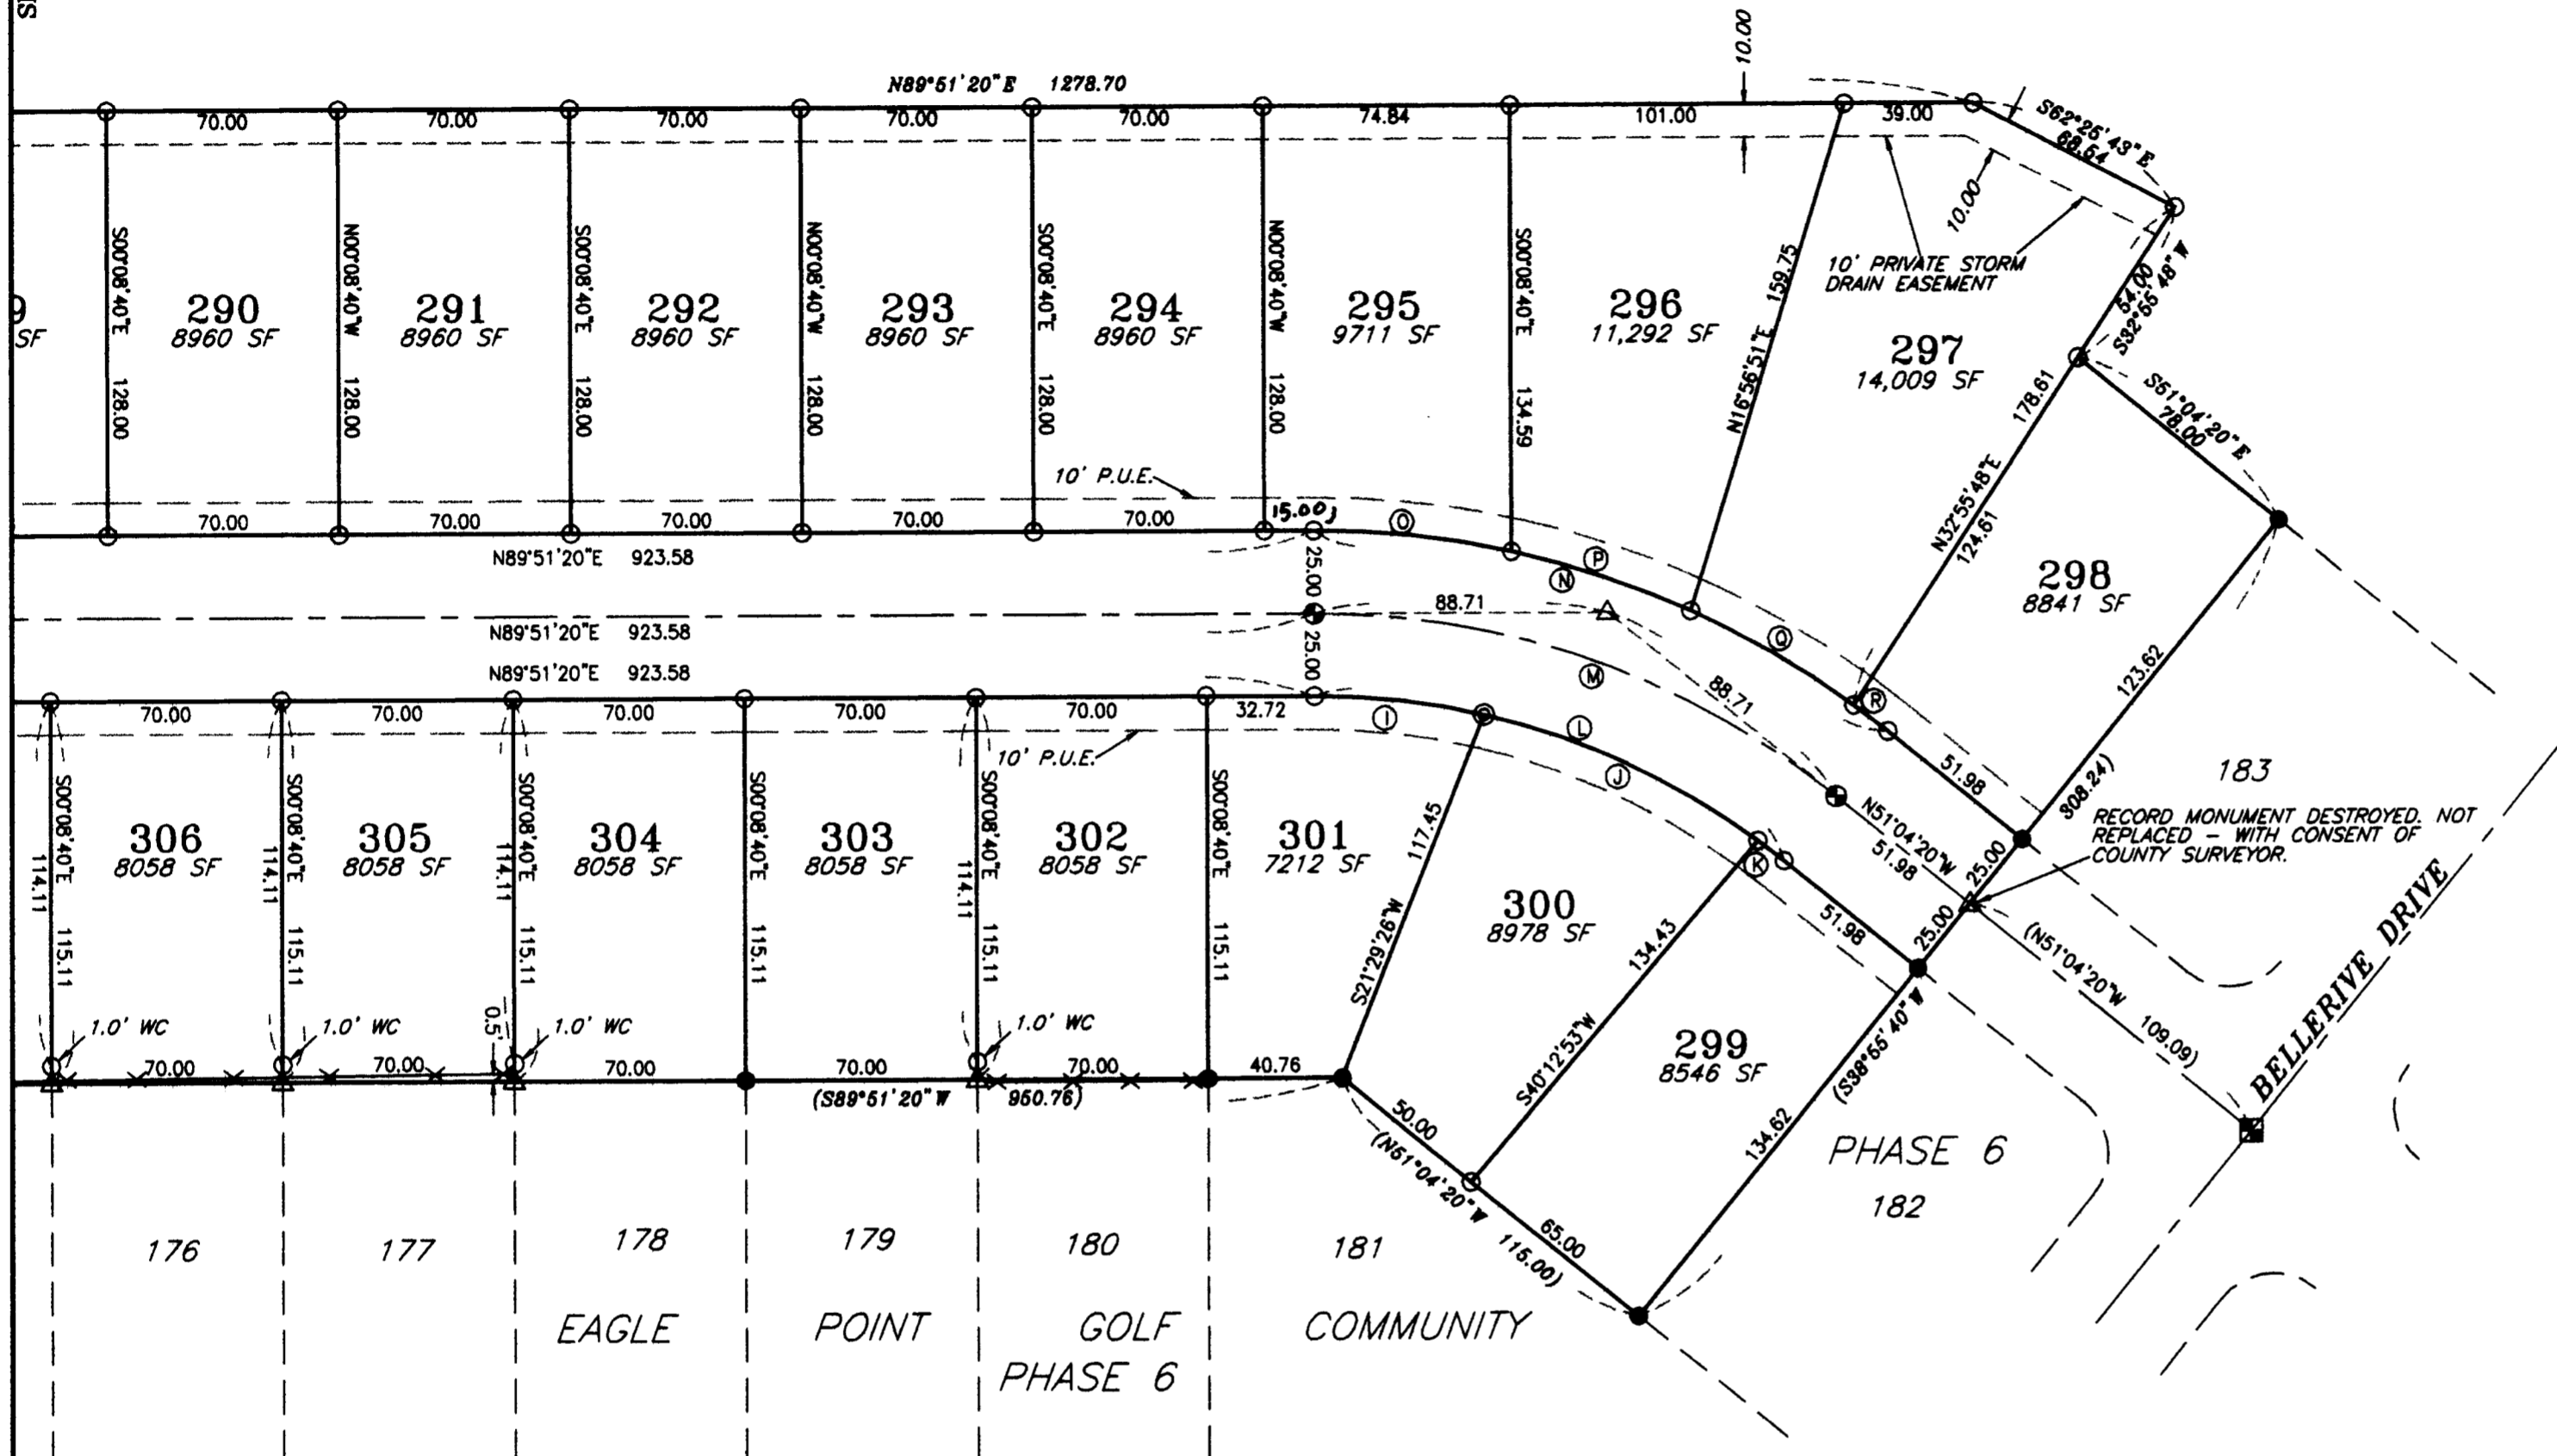 SI
N89°51'20"E 1278.70
10.00
70.00
70.00
70.00
70.00
70.00
74.84
101.00
39.00
S62°25'43"E
68.54
10.00
S00°08'40"E 128.00
N00°08'40"W 128.00
S00°08'40"E 128.00
N00°08'40"W 128.00
S00°08'40"E 128.00
N00°08'40"W 128.00
S00°08'40"E 134.59
N16°56'51"E 159.75
10' PRIVATE STORM
DRAIN EASEMENT
54.00
S32°55'48"W
9
SF
290
8960 SF
291
8960 SF
292
8960 SF
293
8960 SF
294
8960 SF
295
9711 SF
296
11,292 SF
297
14,009 SF
178.61
N32°55'48"E
124.61
S51°04'20"E
78.00
298
8841 SF
123.62
10' P.U.E.
70.00
70.00
70.00
70.00
70.00
15.00
O
P
N
Q
R
N89°51'20"E 923.58
25.00
88.71
N89°51'20"E 923.58
25.00
M
88.71
N89°51'20"E 923.58
51.98
308.24)
183
70.00
70.00
70.00
70.00
70.00
32.72
I
L
J
K
10' P.U.E.
N51°04'20"W
51.98
RECORD MONUMENT DESTROYED. NOT
REPLACED – WITH CONSENT OF
COUNTY SURVEYOR.
25.00
25.00
51.98
S00°08'40"E 115.11
114.11
S00°08'40"E 115.11
114.11
S00°08'40"E 115.11
114.11
S00°08'40"E 115.11
S00°08'40"E 115.11
114.11
S00°08'40"E 115.11
306
8058 SF
305
8058 SF
304
8058 SF
303
8058 SF
302
8058 SF
301
7212 SF
117.45
S21°29'26"W
300
8978 SF
134.43
S40°12'53"W
299
8546 SF
(S38°55'40"W
134.62
(N51°04'20"W 109.09)
BELLERIVE DRIVE
1.0' WC
1.0' WC
0.5'
1.0' WC
1.0' WC
70.00
70.00
70.00
70.00
70.00
40.76
(S89°51'20"W 950.76)
50.00
(N51°04'20"W 115.00)
65.00
PHASE 6
182
176
177
178
179
180
181
EAGLE POINT GOLF COMMUNITY
PHASE 6